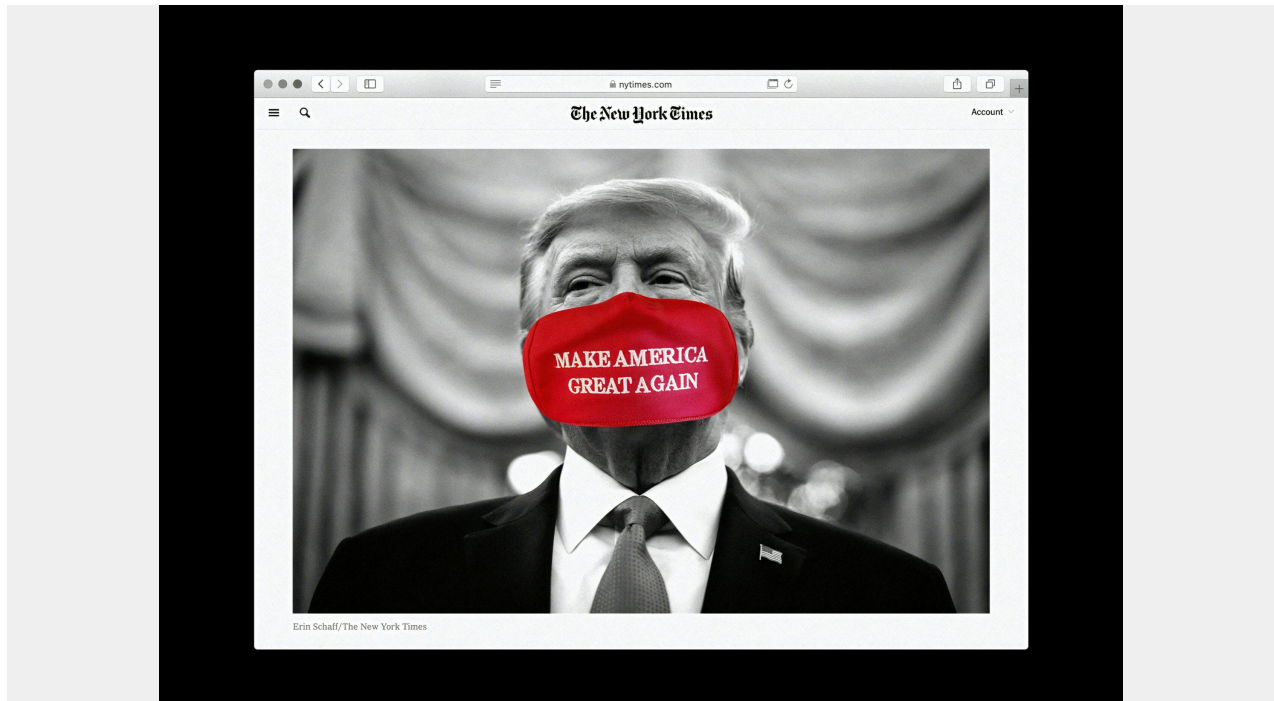 nytimes.com
The New York Times
Account
MAKE AMERICA
GREAT AGAIN
Erin Schaff/The New York Times